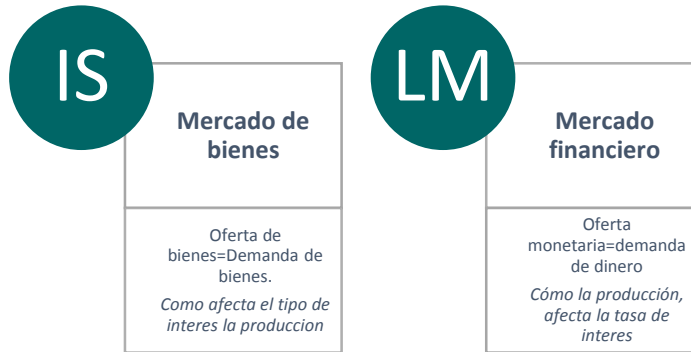 IS
Mercado de
bienes
Oferta de
bienes=Demanda de
bienes.
Como afecta el tipo de
interes la produccion
LM
Mercado
financiero
Oferta
monetaria=demanda
de dinero
Cómo la producción,
afecta la tasa de
interes